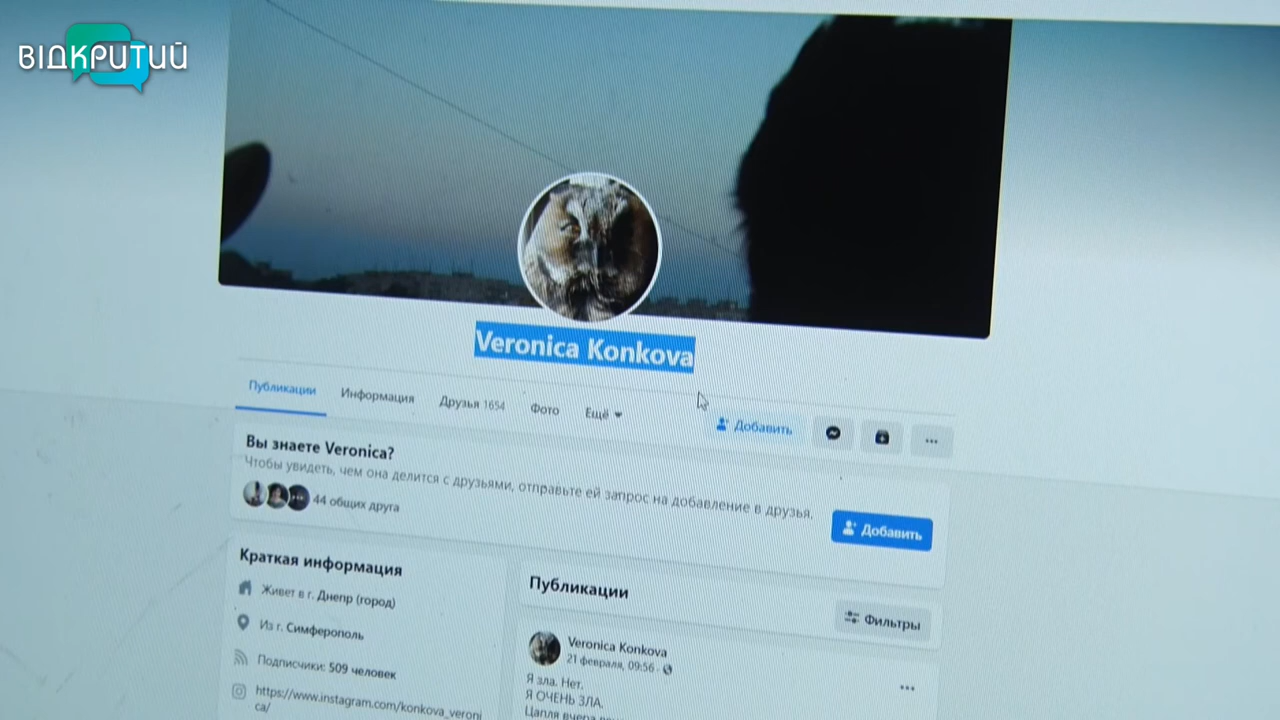 ВІДКРИТИЙ
Veronica Konkova
Публикации
Информация
Друзья 1654
Фото
Ещё
Добавить
Вы знаете Veronica?
Чтобы увидеть, чем она делится с друзьями, отправьте ей запрос на добавление в друзья.
44 общих друга
Добавить
Краткая информация
Живет в г. Днепр (город)
Из г. Симферополь
Подписчики: 509 человек
https://www.instagram.com/konkova_veroni
ca/
Публикации
Фильтры
Veronica Konkova
21 февраля, 09:56
Я зла. Нет.
Я ОЧЕНЬ ЗЛА.
Цапля вчера